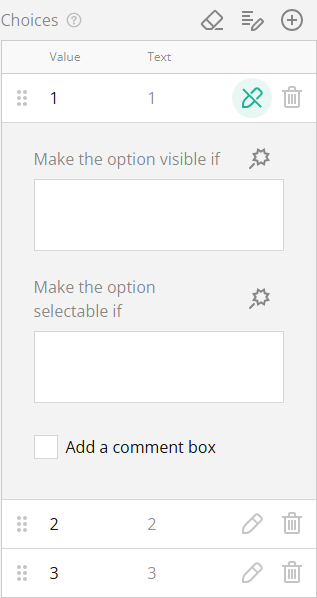 Choices ?
Value Text
1 1
Make the option visible if
Make the option
selectable if
Add a comment box
2 2
3 3